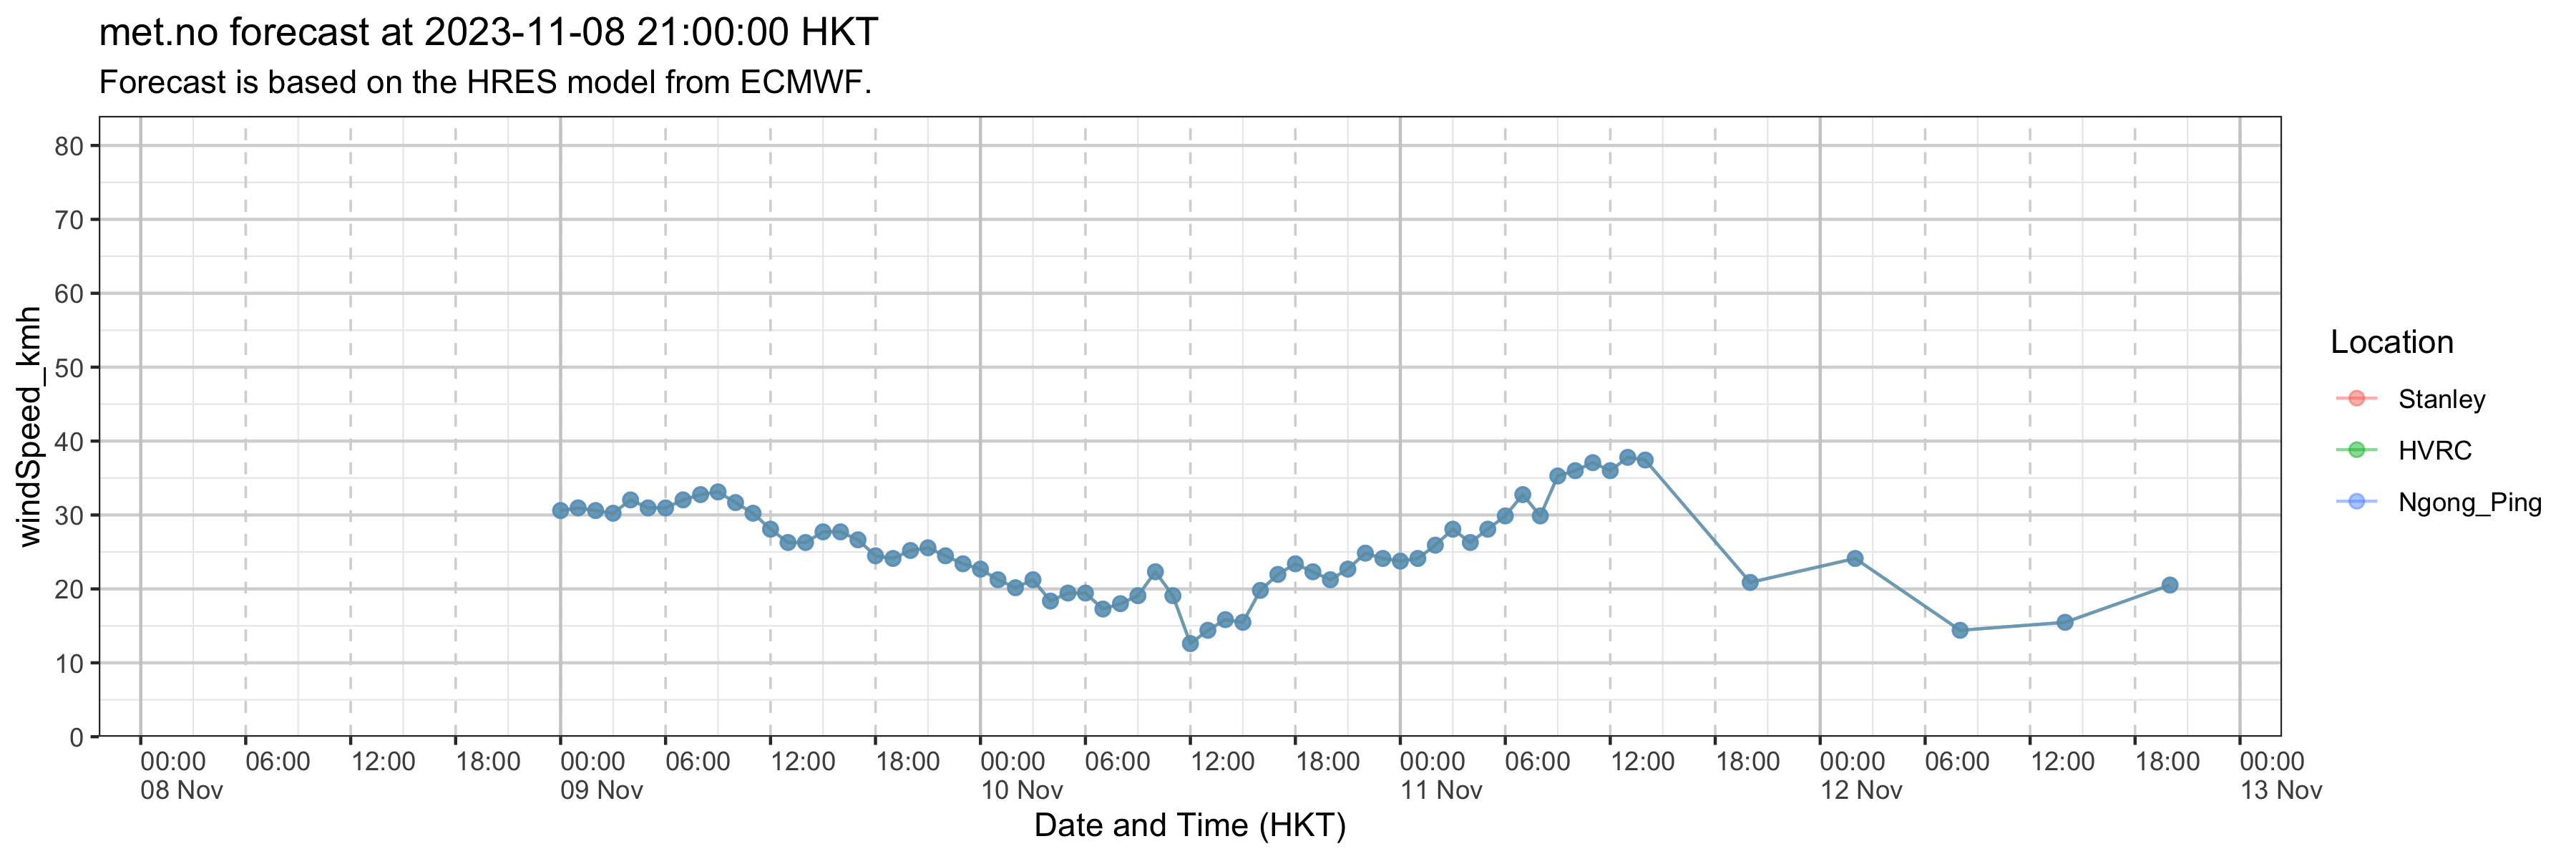 met.no forecast at 2023-11-08 21:00:00 HKT
Forecast is based on the HRES model from ECMWF.
windSpeed_kmh
80
70
60
50
40
30
20
10
0
00:00 06:00 12:00 18:00 00:00 06:00 12:00 18:00 00:00 06:00 12:00 18:00 00:00 06:00 12:00 18:00 00:00 06:00 12:00 18:00 00:00
08 Nov 09 Nov 10 Nov 11 Nov 12 Nov 13 Nov
Date and Time (HKT)
Location
Stanley
HVRC
Ngong_Ping